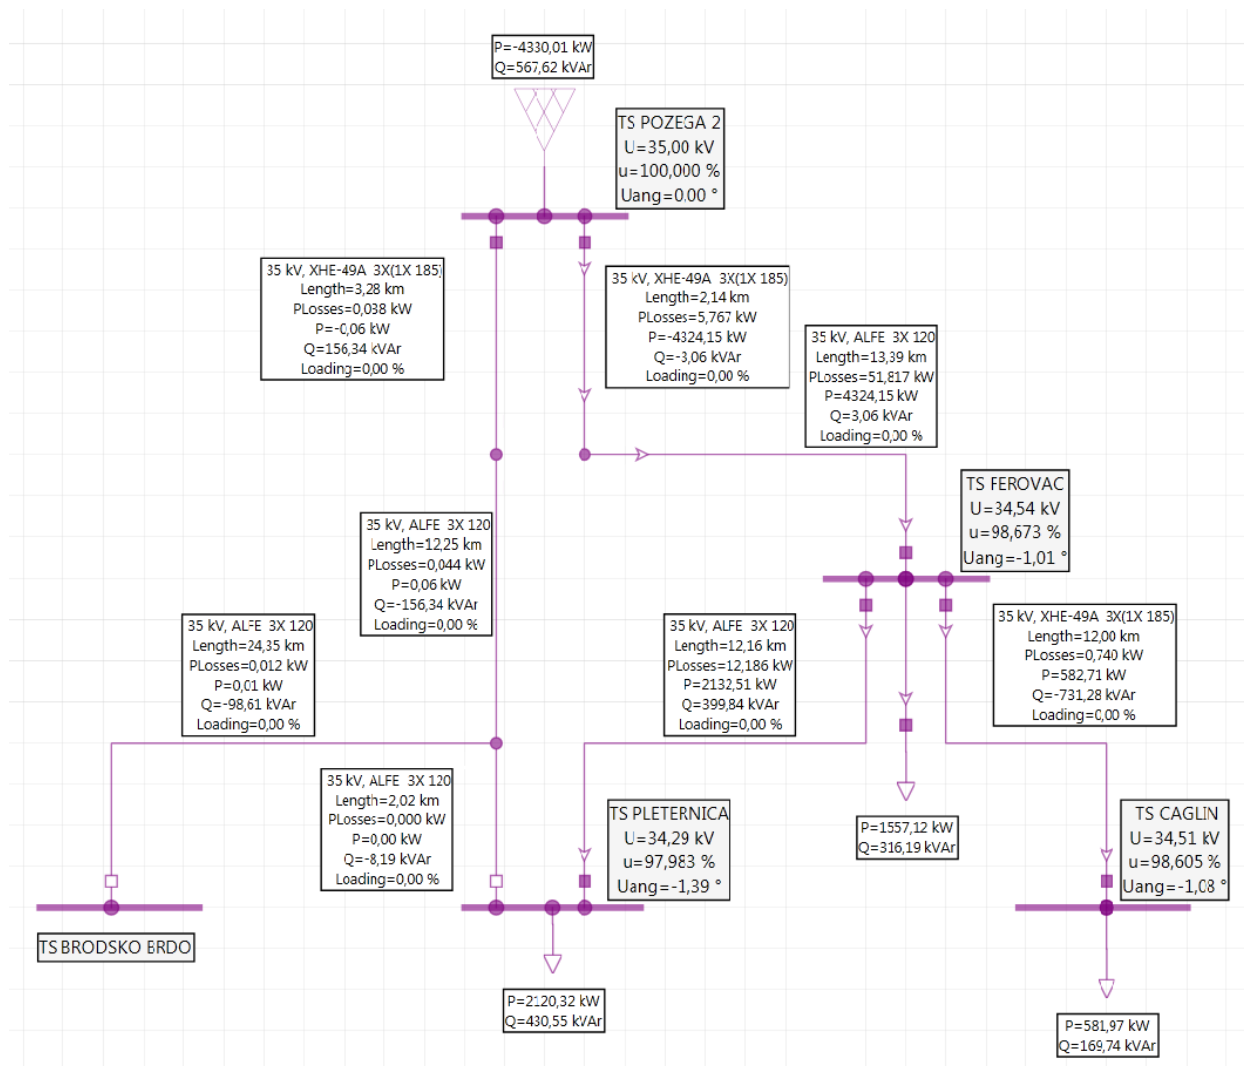 P=-4330,01 kW
Q=567,62 kVAr
TS POZEGA 2
U=35,00 kV
u=100,000 %
Uang=0.00 °
35 kV, XHE-49A 3X(1X 185)
Length=3,28 km
PLosses=0,038 kW
P=-0,06 kW
Q=156,34 kVAr
Loading=0,00 %
35 kV, XHE-49A 3X(1X 185)
Length=2,14 km
PLosses=5,767 kW
P=-4324,15 kW
Q=-3,06 kVAr
Loading=0,00 %
35 kV, ALFE 3X 120
Length=13,39 km
PLosses=51,817 kW
P=4324,15 kW
Q=3,06 kVAr
Loading=0,00 %
TS FEROVAC
U=34,54 kV
u=98,673 %
Uang=-1,01 °
35 kV, ALFE 3X 120
Length=12,25 km
PLosses=0,044 kW
P=0,06 kW
Q=-156,34 kVAr
Loading=0,00 %
35 kV, ALFE 3X 120
Length=24,35 km
PLosses=0,012 kW
P=0,01 kW
Q=-98,61 kVAr
Loading=0,00 %
35 kV, ALFE 3X 120
Length=12,16 km
PLosses=12,186 kW
P=2132,51 kW
Q=399,84 kVAr
Loading=0,00 %
35 kV, XHE-49A 3X(1X 185)
Length=12,00 km
PLosses=0,740 kW
P=582,71 kW
Q=-731,28 kVAr
Loading=0,00 %
35 kV, ALFE 3X 120
Length=2,02 km
PLosses=0,000 kW
P=0,00 kW
Q=-8,19 kVAr
Loading=0,00 %
TS PLETERNICA
U=34,29 kV
u=97,983 %
Uang=-1,39 °
P=1557,12 kW
Q=316,19 kVAr
TS CAGLIN
U=34,51 kV
u=98,605 %
Uang=-1,08 °
TS BRODSKO BRDO
P=2120,32 kW
Q=430,55 kVAr
P=581,97 kW
Q=169,74 kVAr